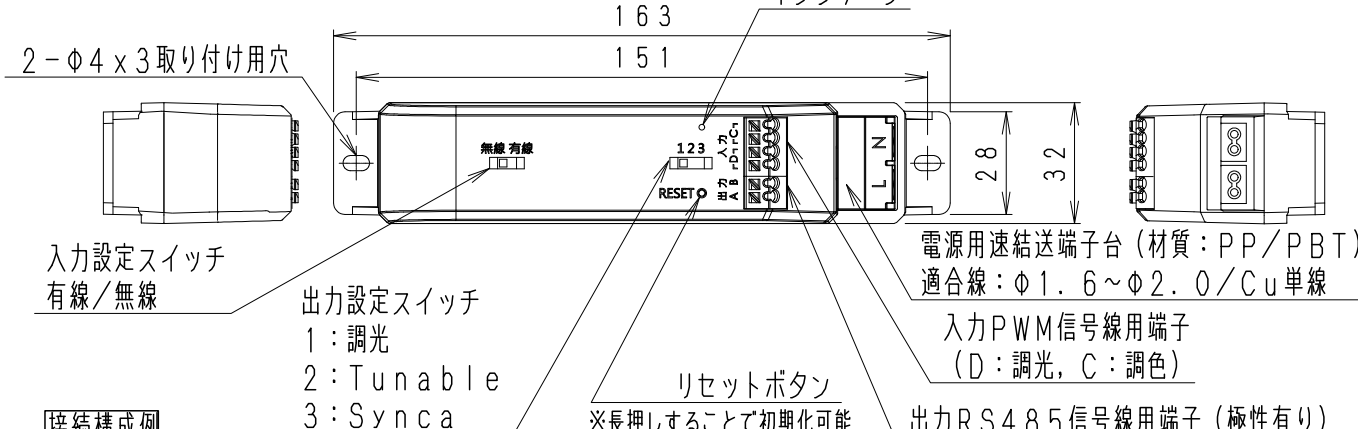 163
151
2-Φ4x3取り付け用穴
無線 有線
123
RESET
入力
出力
C
D
A B
L N
28
32
入力設定スイッチ
有線/無線
出力設定スイッチ
1:調光
2:Tunable
3:Synca
リセットボタン
※長押しすることで初期化可能
電源用速結送端子台(材質:PP/PBT)
適合線:Φ1.6~Φ2.0/Cu単線
入力PWM信号線用端子
(D:調光,C:調色)
出力RS485信号線用端子(極性有り)
接続構成例